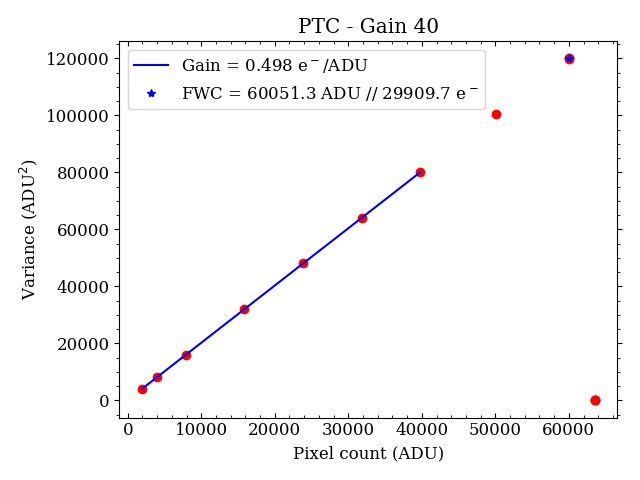 PTC - Gain 40
Gain = 0.498 e⁻/ADU
FWC = 60051.3 ADU // 29909.7 e⁻
120000
100000
80000
60000
40000
20000
0
Variance (ADU²)
0 10000 20000 30000 40000 50000 60000
Pixel count (ADU)